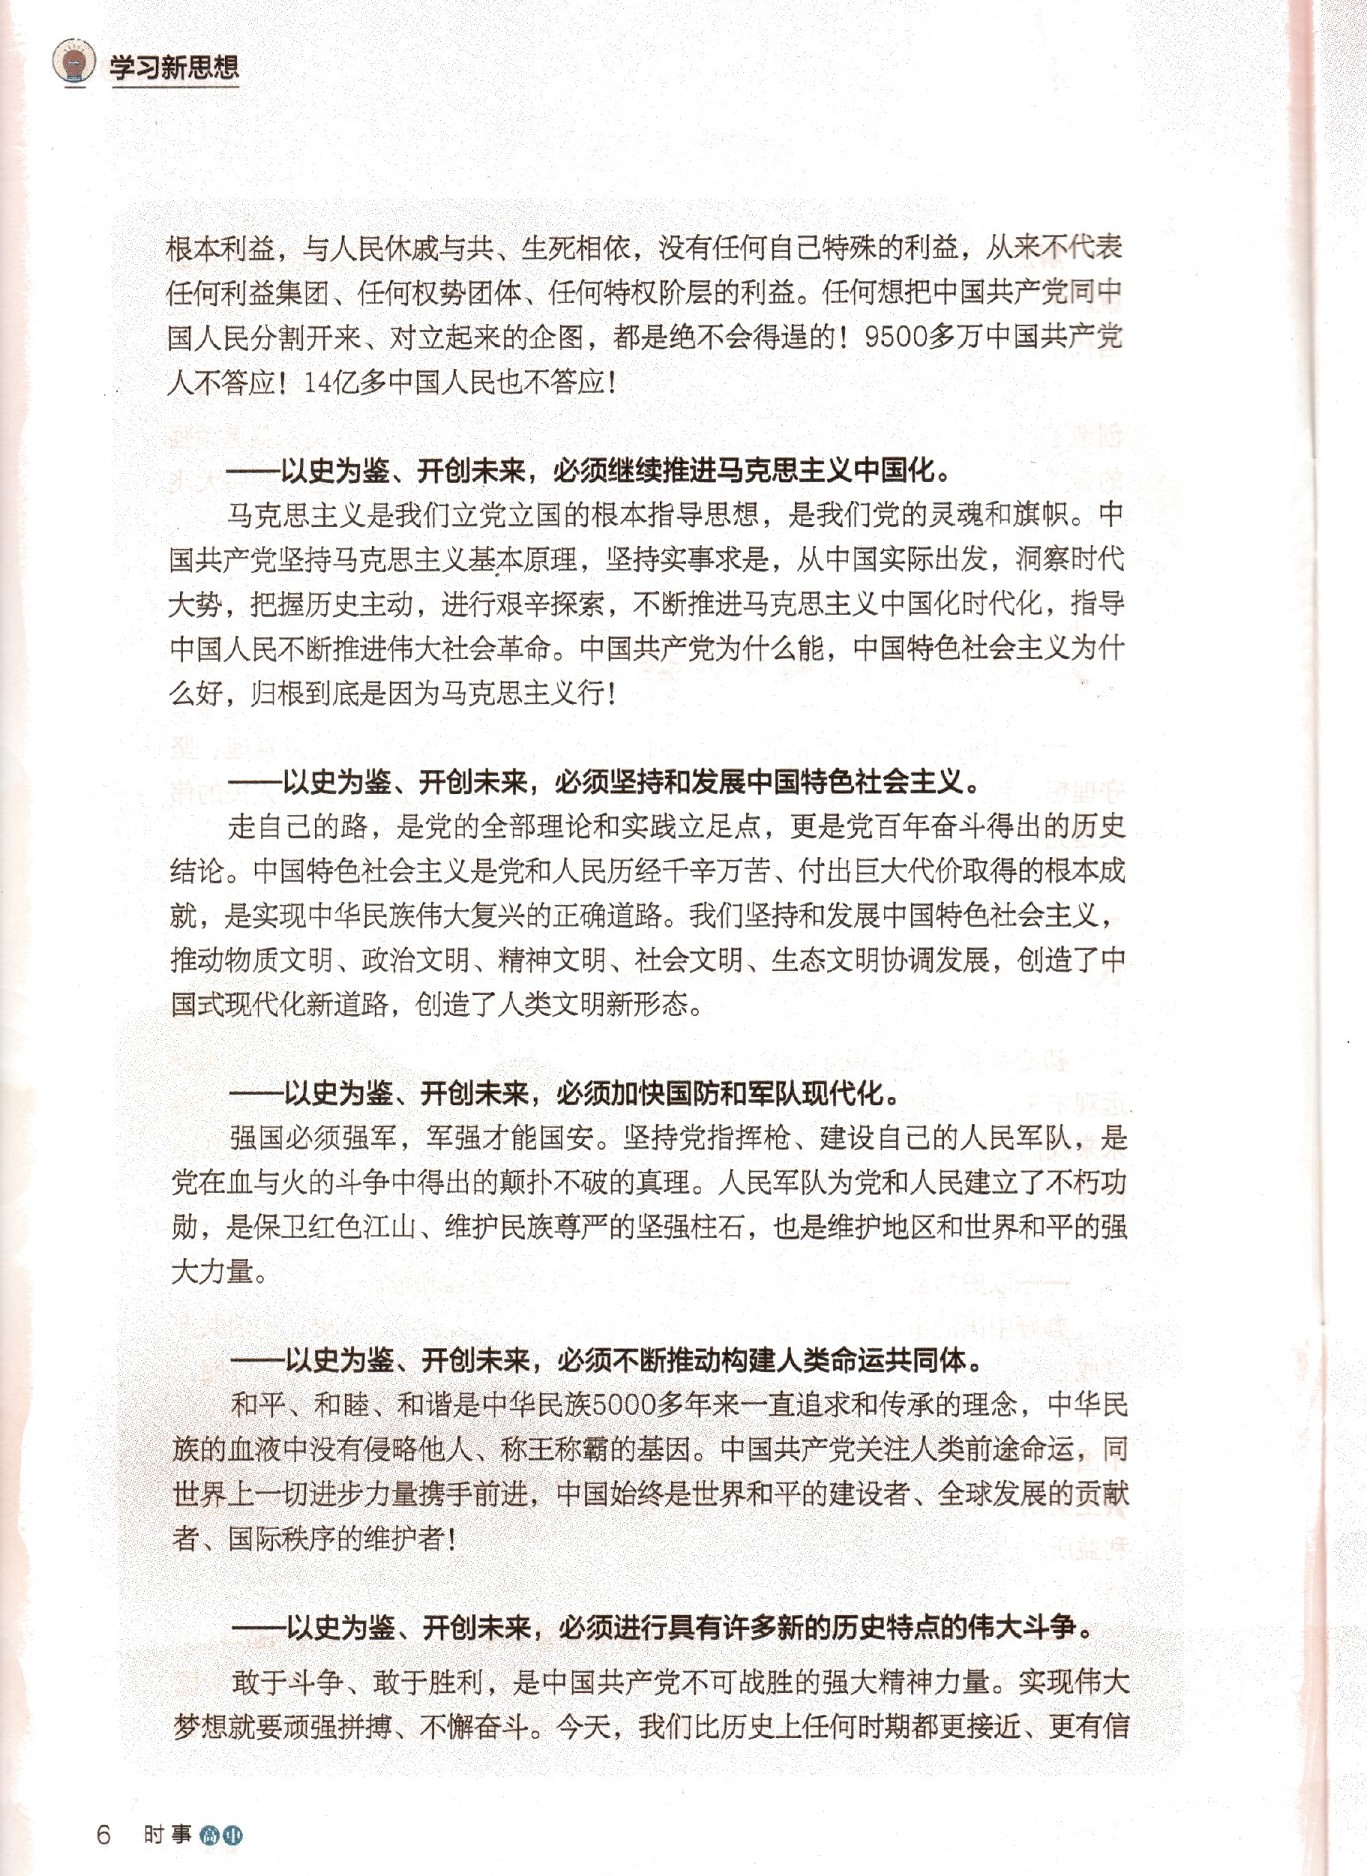 学习新思想
根本利益，与人民休戚与共、生死相依，没有任何自己特殊的利益，从来不代表
任何利益集团、任何权势团体、任何特权阶层的利益。任何想把中国共产党同中
国人民分割开来、对立起来的企图，都是绝不会得逞的！9500多万中国共产党
人不答应！14亿多中国人民也不答应！
——以史为鉴、开创未来，必须继续推进马克思主义中国化。
马克思主义是我们立党立国的根本指导思想，是我们党的灵魂和旗帜。中
国共产党坚持马克思主义基本原理，坚持实事求是，从中国实际出发，洞察时代
大势，把握历史主动，进行艰辛探索，不断推进马克思主义中国化时代化，指导
中国人民不断推进伟大社会革命。中国共产党为什么能，中国特色社会主义为什
么好，归根到底是因为马克思主义行！
——以史为鉴、开创未来，必须坚持和发展中国特色社会主义。
走自己的路，是党的全部理论和实践立足点，更是党百年奋斗得出的历史
结论。中国特色社会主义是党和人民历经千辛万苦、付出巨大代价取得的根本成
就，是实现中华民族伟大复兴的正确道路。我们坚持和发展中国特色社会主义，
推动物质文明、政治文明、精神文明、社会文明、生态文明协调发展，创造了中
国式现代化新道路，创造了人类文明新形态。
——以史为鉴、开创未来，必须加快国防和军队现代化。
强国必须强军，军强才能国安。坚持党指挥枪、建设自己的人民军队，是
党在血与火的斗争中得出的颠扑不破的真理。人民军队为党和人民建立了不朽功
勋，是保卫红色江山、维护民族尊严的坚强柱石，也是维护地区和世界和平的强
大力量。
——以史为鉴、开创未来，必须不断推动构建人类命运共同体。
和平、和睦、和谐是中华民族5000多年来一直追求和传承的理念，中华民
族的血液中没有侵略他人、称王称霸的基因。中国共产党关注人类前途命运，同
世界上一切进步力量携手前进，中国始终是世界和平的建设者、全球发展的贡献
者、国际秩序的维护者！
——以史为鉴、开创未来，必须进行具有许多新的历史特点的伟大斗争。
敢于斗争、敢于胜利，是中国共产党不可战胜的强大精神力量。实现伟大
梦想就要顽强拼搏、不懈奋斗。今天，我们比历史上任何时期都更接近、更有信
6 时事 高中